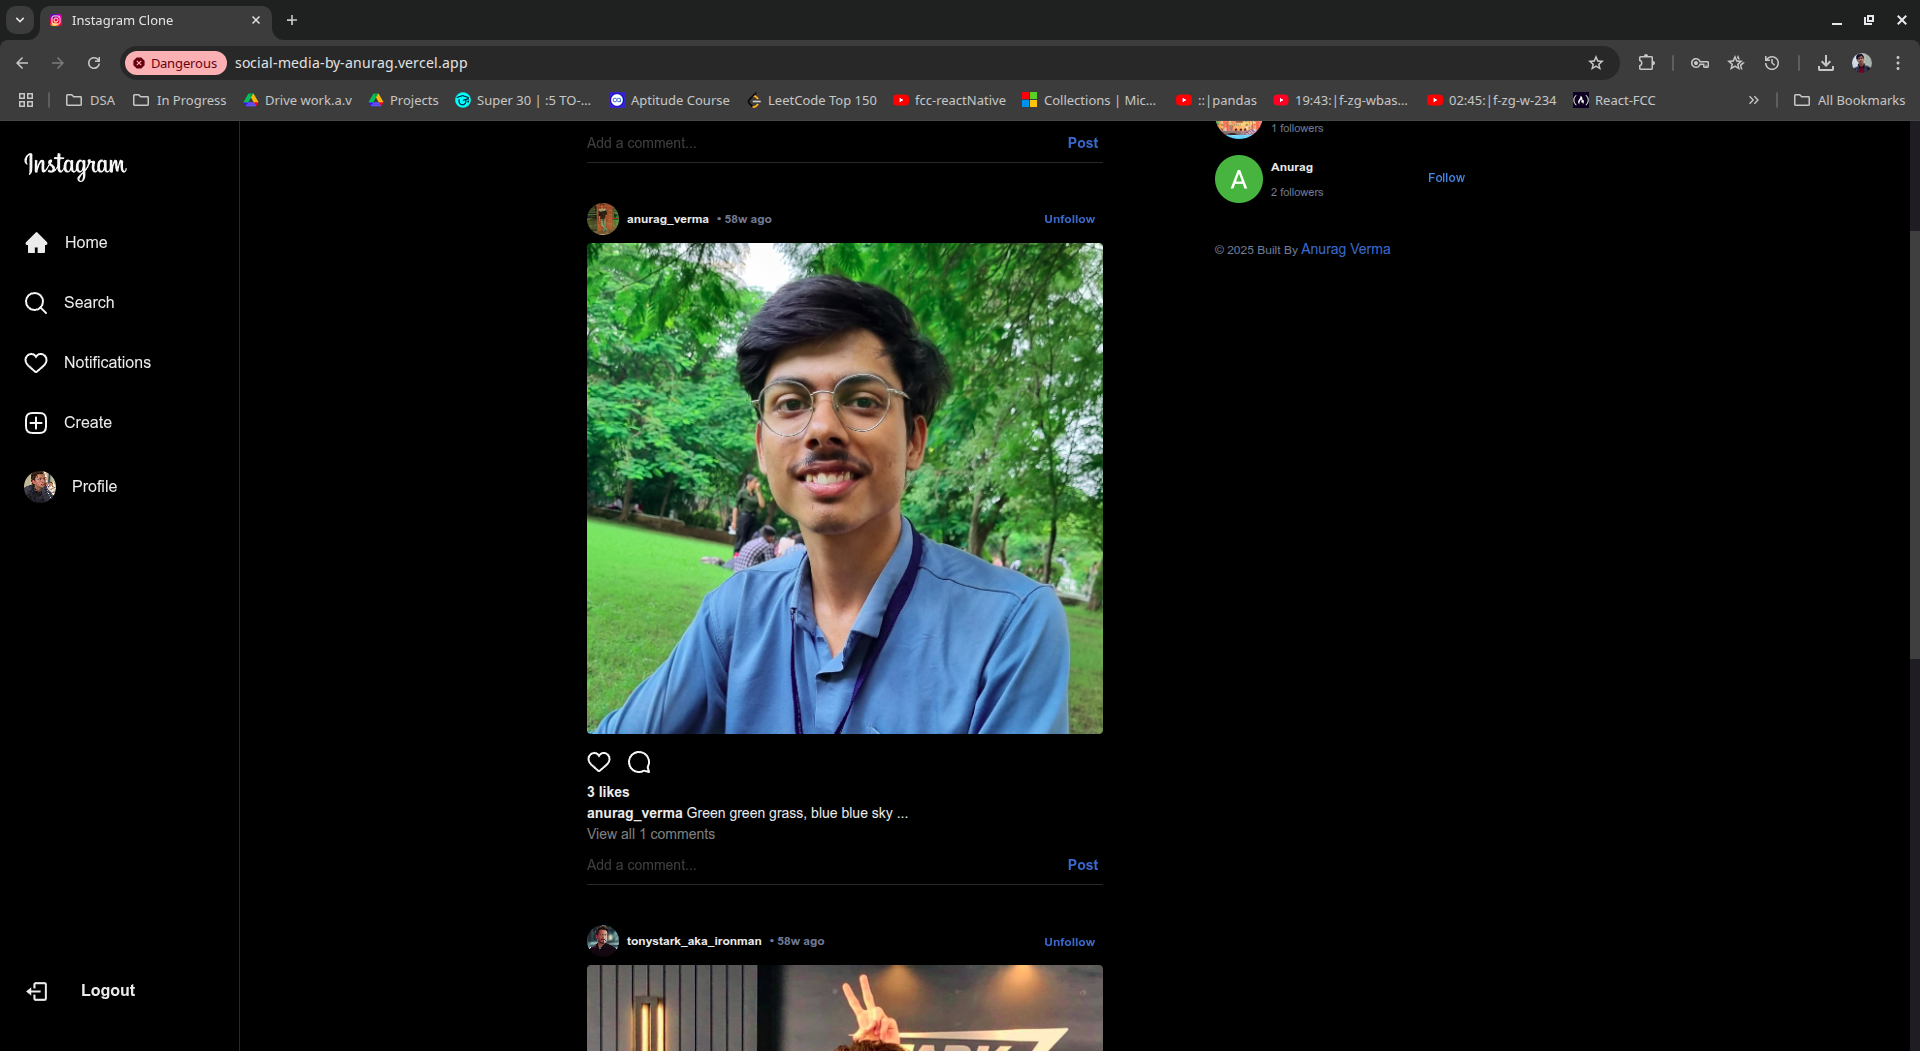 Instagram Clone
Dangerous
social-media-by-anurag.vercel.app
DSA
In Progress
Drive work.a.v
Projects
Super 30 | :5 TO-...
Aptitude Course
LeetCode Top 150
fcc-reactNative
Collections | Mic...
::|pandas
19:43:|f-zg-wbas...
02:45:|f-zg-w-234
React-FCC
All Bookmarks
Instagram
Home
Search
Notifications
Create
Profile
Logout
Add a comment...
Post
anurag_verma • 58w ago
Unfollow
3 likes
anurag_verma Green green grass, blue blue sky ...
View all 1 comments
Add a comment...
Post
tonystark_aka_ironman • 58w ago
Unfollow
1 followers
A
Anurag
2 followers
Follow
© 2025 Built By Anurag Verma